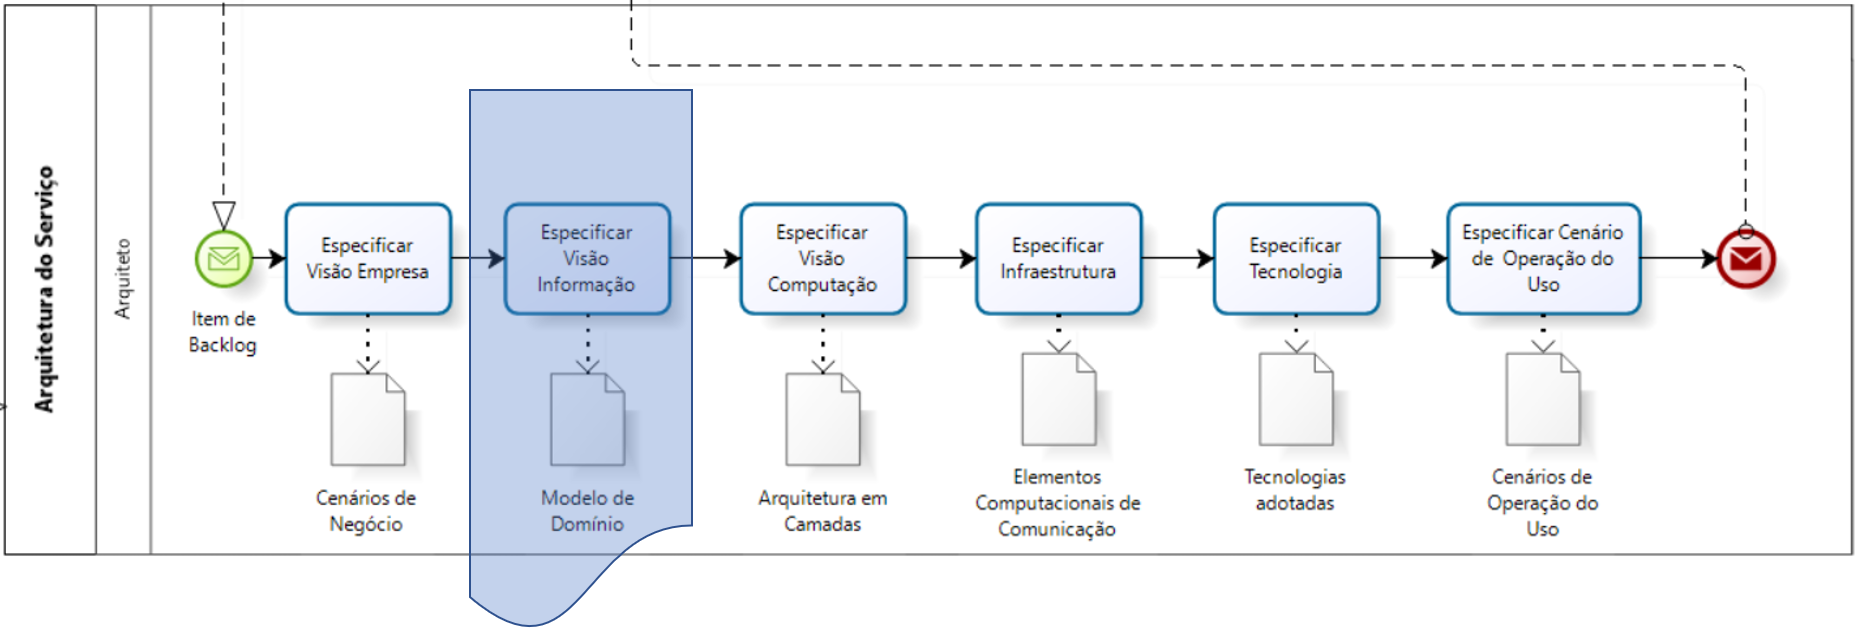 Arquitetura do Serviço
Arquiteto
Item de
Backlog
Especificar
Visão Empresa
Cenários de
Negócio
Especificar
Visão
Informação
Modelo de
Domínio
Especificar
Visão
Computação
Arquitetura em
Camadas
Especificar
Infraestrutura
Elementos
Computacionais de
Comunicação
Especificar
Tecnologia
Tecnologias
adotadas
Especificar Cenário
de Operação do
Uso
Cenários de
Operação do
Uso